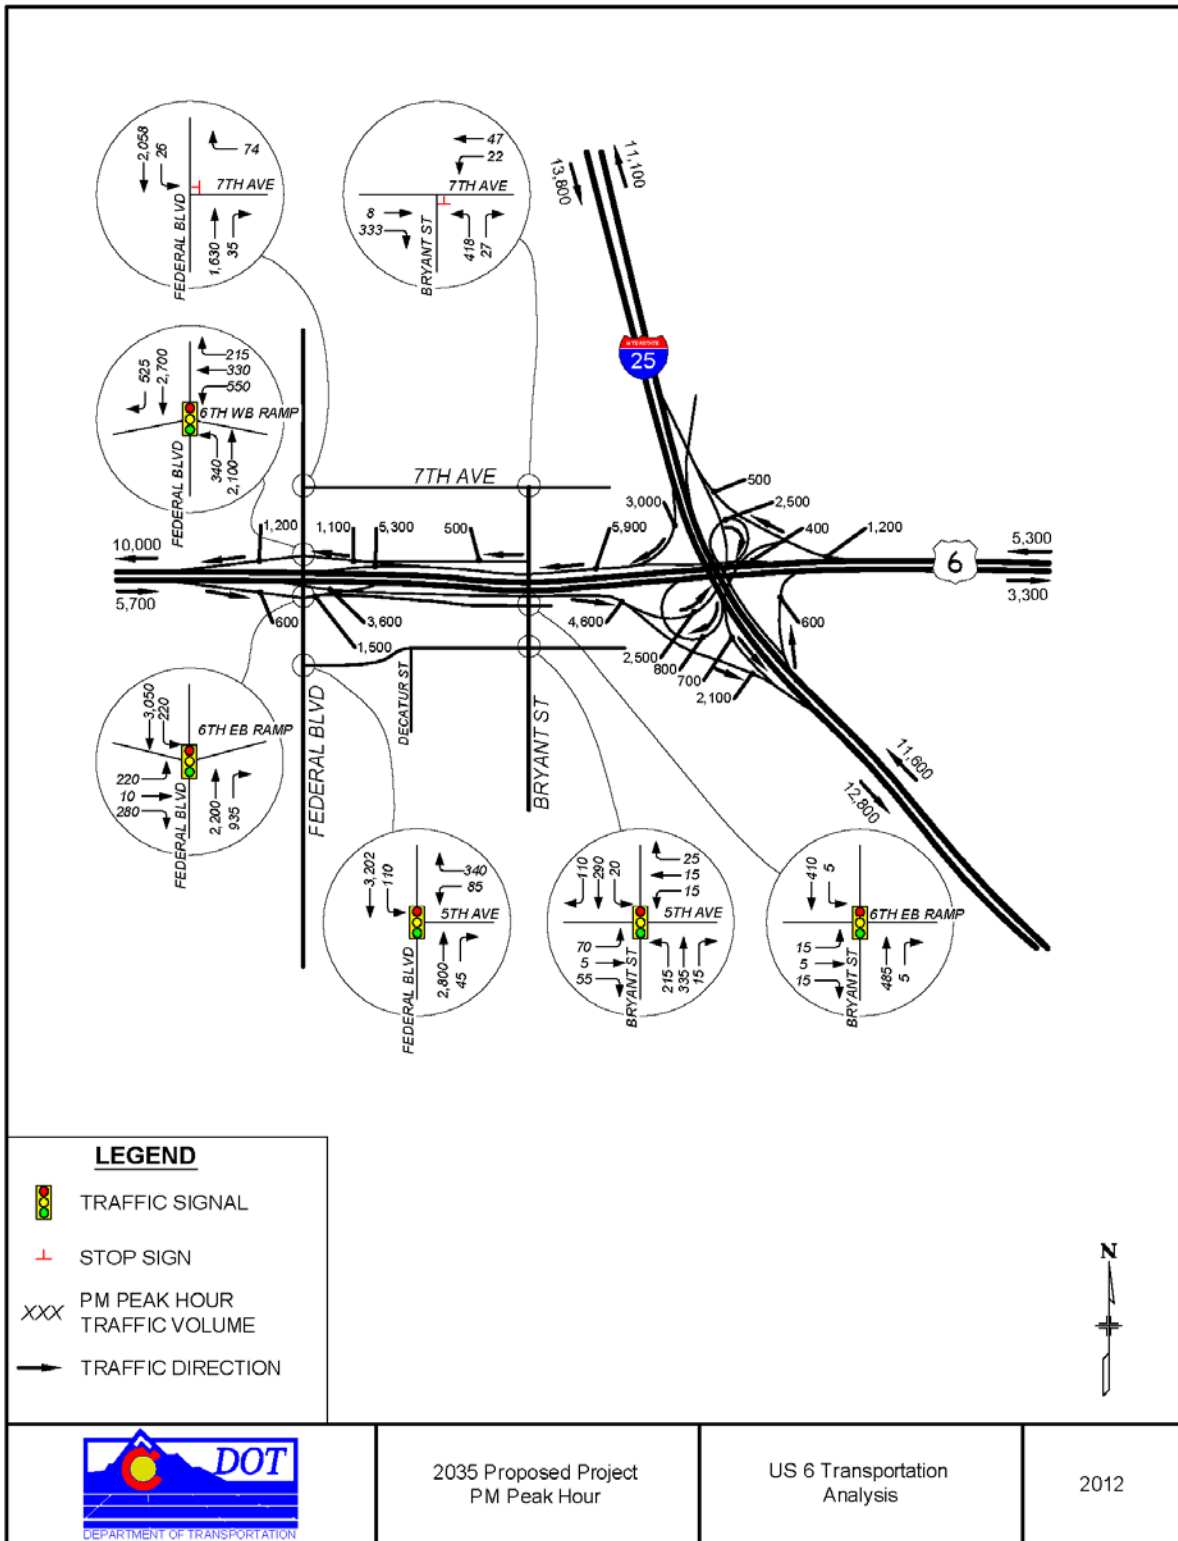 2,058
26
74
7TH AVE
FEDERAL BLVD
1,630
35
47
22
7TH AVE
8
333
BRYANT ST
418
27
13,800
11,100
INTERSTATE
25
525
2,700
215
330
550
6TH WB RAMP
FEDERAL BLVD
340
2,100
7TH AVE
500
2,500
3,000
400
1,200
1,200
1,100
5,300
500
5,900
10,000
5,300
6
5,700
3,300
600
3,600
1,500
4,600
600
2,500
800
700
2,100
DECATUR ST
FEDERAL BLVD
BRYANT ST
3,050
220
6TH EB RAMP
220
10
280
FEDERAL BLVD
2,200
935
11,600
12,800
3,202
110
340
85
5TH AVE
FEDERAL BLVD
2,800
45
110
290
20
25
15
15
5TH AVE
70
5
55
BRYANT ST
215
335
15
410
5
6TH EB RAMP
15
5
15
BRYANT ST
485
5
LEGEND
TRAFFIC SIGNAL
STOP SIGN
XXX PM PEAK HOUR
TRAFFIC VOLUME
TRAFFIC DIRECTION
N
C DOT
DEPARTMENT OF TRANSPORTATION
2035 Proposed Project
PM Peak Hour
US 6 Transportation
Analysis
2012